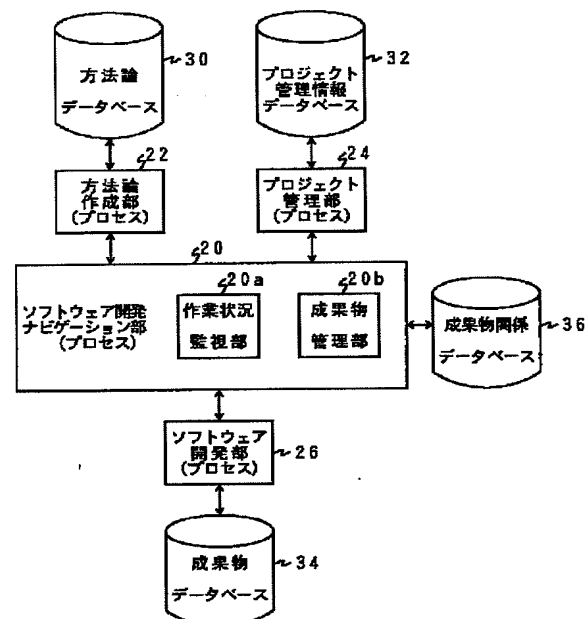 30
方法論
データベース
32
プロジェクト
管理情報
データベース
22
方法論
作成部
(プロセス)
24
プロジェクト
管理部
(プロセス)
20
ソフトウェア開発
ナビゲーション部
(プロセス)
20a
作業状況
監視部
20b
成果物
管理部
成果物関係
データベース
36
ソフトウェア
開発部
(プロセス)
26
成果物
データベース
34